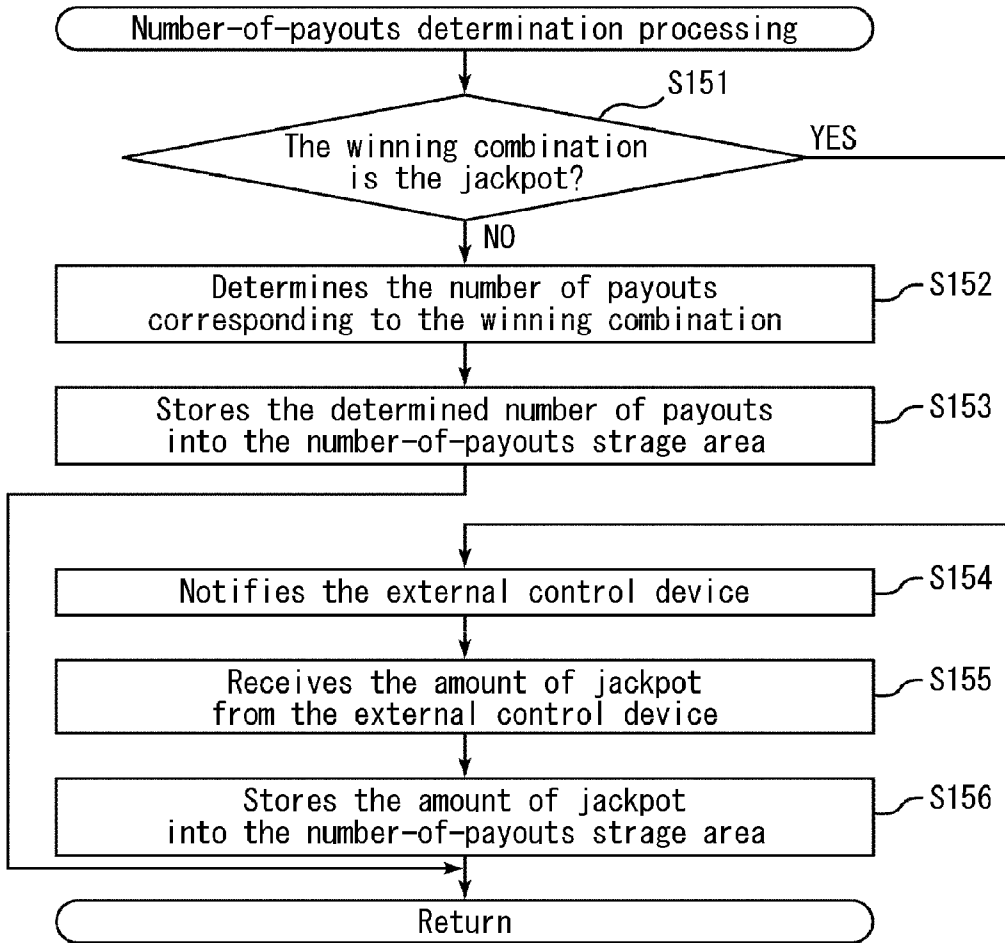 Number-of-payouts determination processing
S151
The winning combination
is the jackpot?
YES
NO
Determines the number of payouts
corresponding to the winning combination
S152
Stores the determined number of payouts
into the number-of-payouts strage area
S153
Notifies the external control device
S154
Receives the amount of jackpot
from the external control device
S155
Stores the amount of jackpot
into the number-of-payouts strage area
S156
Return